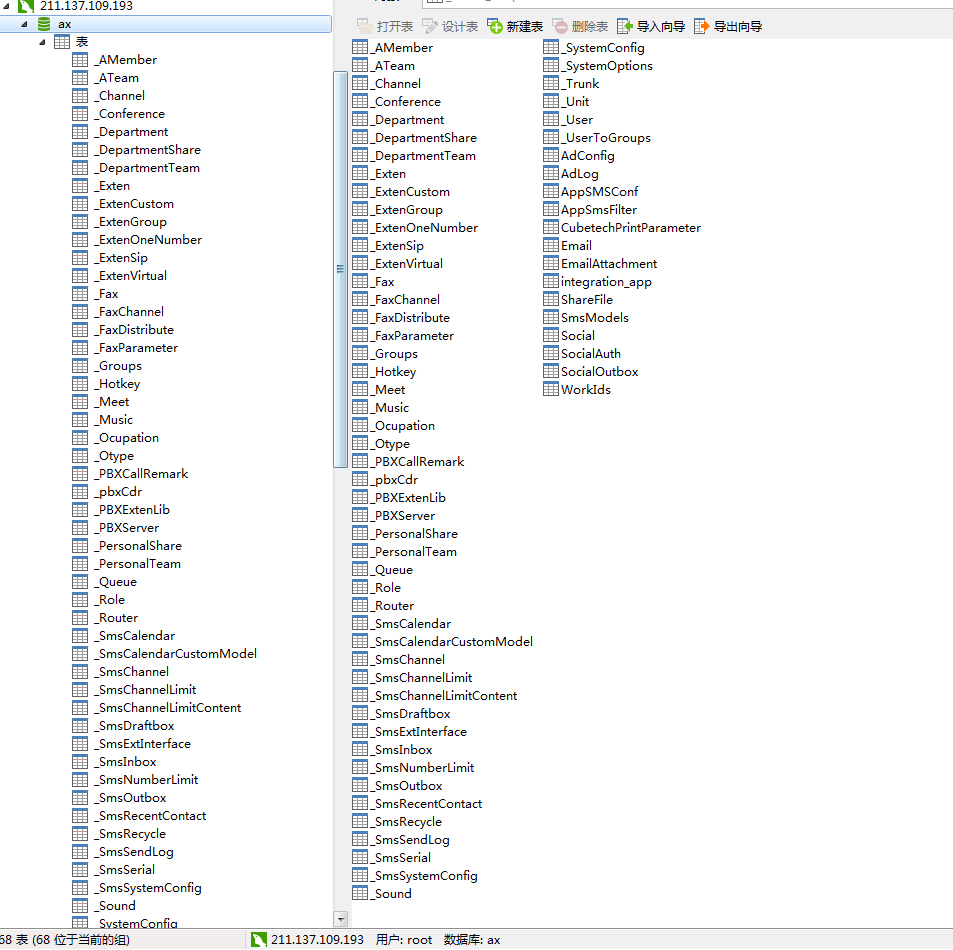 211.137.109.193
ax
表
_AMember
_ATeam
_Channel
_Conference
_Department
_DepartmentShare
_DepartmentTeam
_Exten
_ExtenCustom
_ExtenGroup
_ExtenOneNumber
_ExtenSip
_ExtenVirtual
_Fax
_FaxChannel
_FaxDistribute
_FaxParameter
_Groups
_Hotkey
_Meet
_Music
_Ocupation
_Otype
_PBXCallRemark
_pbxCdr
_PBXExtenLib
_PBXServer
_PersonalShare
_PersonalTeam
_Queue
_Role
_Router
_SmsCalendar
_SmsCalendarCustomModel
_SmsChannel
_SmsChannelLimit
_SmsChannelLimitContent
_SmsDraftbox
_SmsExtInterface
_SmsInbox
_SmsNumberLimit
_SmsOutbox
_SmsRecentContact
_SmsRecycle
_SmsSendLog
_SmsSerial
_SmsSystemConfig
_Sound
_SystemConfig
打开表 设计表 新建表 删除表 导入向导 导出向导
_AMember
_ATeam
_Channel
_Conference
_Department
_DepartmentShare
_DepartmentTeam
_Exten
_ExtenCustom
_ExtenGroup
_ExtenOneNumber
_ExtenSip
_ExtenVirtual
_Fax
_FaxChannel
_FaxDistribute
_FaxParameter
_Groups
_Hotkey
_Meet
_Music
_Ocupation
_Otype
_PBXCallRemark
_pbxCdr
_PBXExtenLib
_PBXServer
_PersonalShare
_PersonalTeam
_Queue
_Role
_Router
_SmsCalendar
_SmsCalendarCustomModel
_SmsChannel
_SmsChannelLimit
_SmsChannelLimitContent
_SmsDraftbox
_SmsExtInterface
_SmsInbox
_SmsNumberLimit
_SmsOutbox
_SmsRecentContact
_SmsRecycle
_SmsSendLog
_SmsSerial
_SmsSystemConfig
_Sound
_SystemConfig
_SystemOptions
_Trunk
_Unit
_User
_UserToGroups
AdConfig
AdLog
AppSMSConf
AppSmsFilter
CubetechPrintParameter
Email
EmailAttachment
integration_app
ShareFile
SmsModels
Social
SocialAuth
SocialOutbox
WorkIds
68 表 (68 位于当前的组) 211.137.109.193 用户: root 数据库: ax